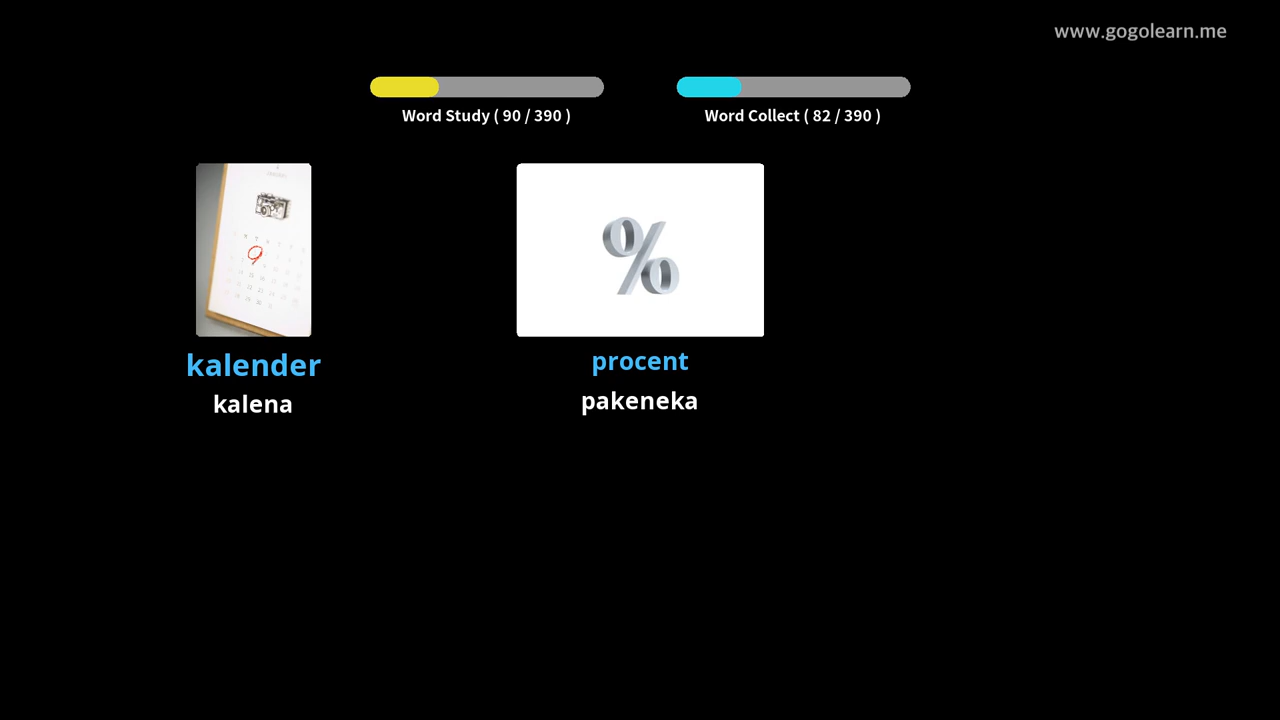 www.gogolearn.me
Word Study ( 90 / 390 )
Word Collect ( 82 / 390 )
%
kalender
kalena
procent
pakeneka